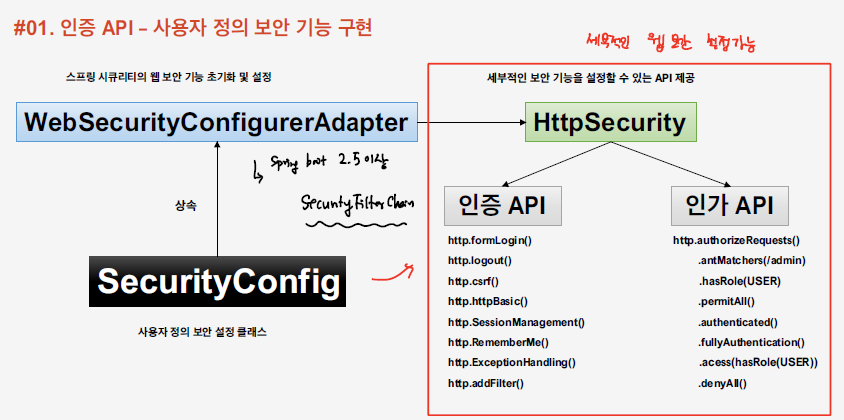 #01. 인증 API – 사용자 정의 보안 기능 구현
세부적인 웹 보안 설정가능
스프링 시큐리티의 웹 보안 기능 초기화 및 설정
세부적인 보안 기능을 설정할 수 있는 API 제공
WebSecurityConfigurerAdapter
HttpSecurity
Spring boot 2.5이상
SecurityFilterChain
상속
인증 API
인가 API
http.formLogin()
http.logout()
http.csrf()
http.httpBasic()
http.SessionManagement()
http.RememberMe()
http.ExceptionHandling()
http.addFilter()
http.authorizeRequests()
.antMatchers(/admin)
.hasRole(USER)
.permitAll()
.authenticated()
.fullyAuthentication()
.acess(hasRole(USER))
.denyAll()
SecurityConfig
사용자 정의 보안 설정 클래스